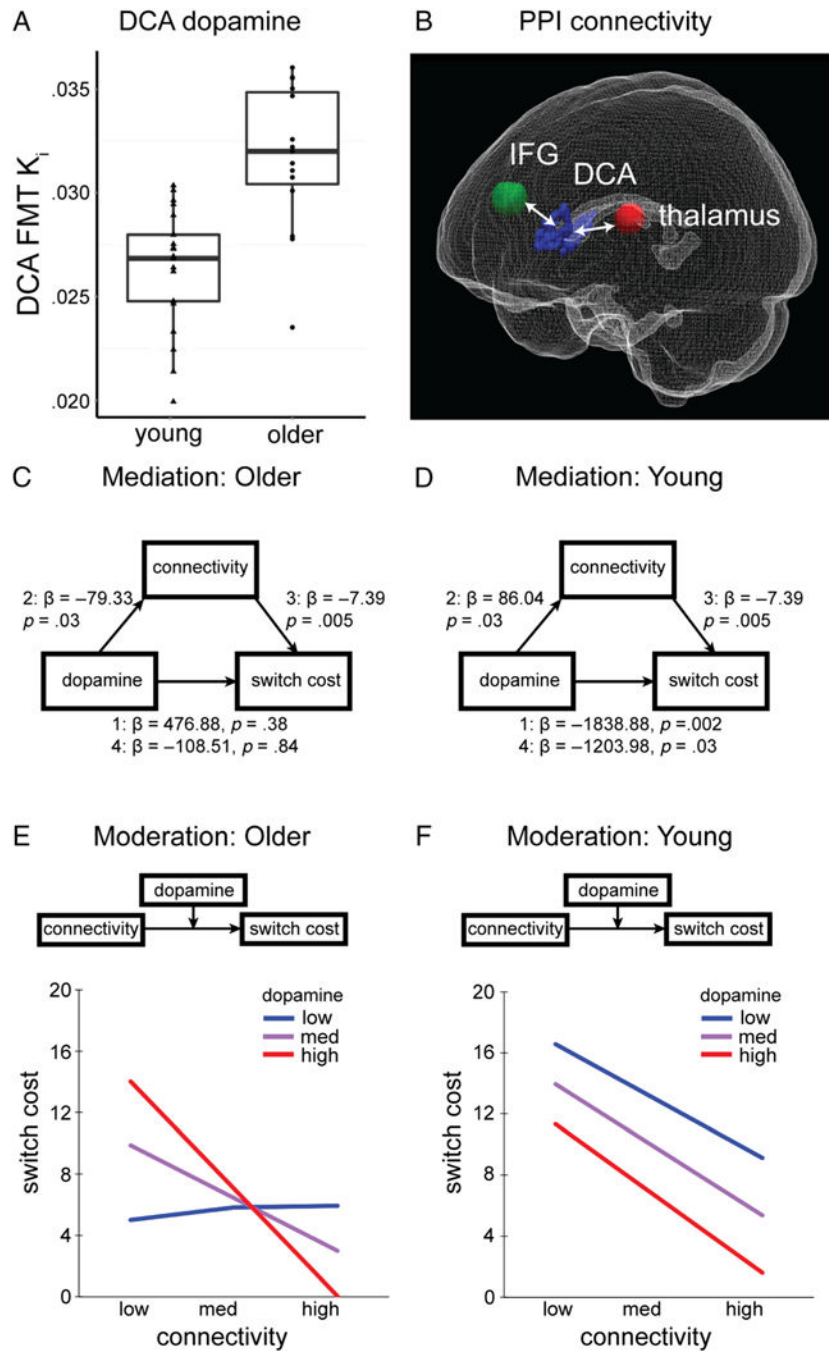 A DCA dopamine
DCA FMT Ki
.035
.030
.025
.020
young older
B PPI connectivity
IFG
DCA
thalamus
C Mediation: Older
connectivity
2: β = –79.33
p = .03
3: β = –7.39
p = .005
dopamine
switch cost
1: β = 476.88, p = .38
4: β = –108.51, p = .84
D Mediation: Young
connectivity
2: β = 86.04
p = .03
3: β = –7.39
p = .005
dopamine
switch cost
1: β = –1838.88, p =.002
4: β = –1203.98, p = .03
E Moderation: Older
dopamine
connectivity
switch cost
switch cost
20
16
12
8
4
0
dopamine
low
med
high
low med high
connectivity
F Moderation: Young
dopamine
connectivity
switch cost
switch cost
20
16
12
8
4
0
dopamine
low
med
high
low med high
connectivity